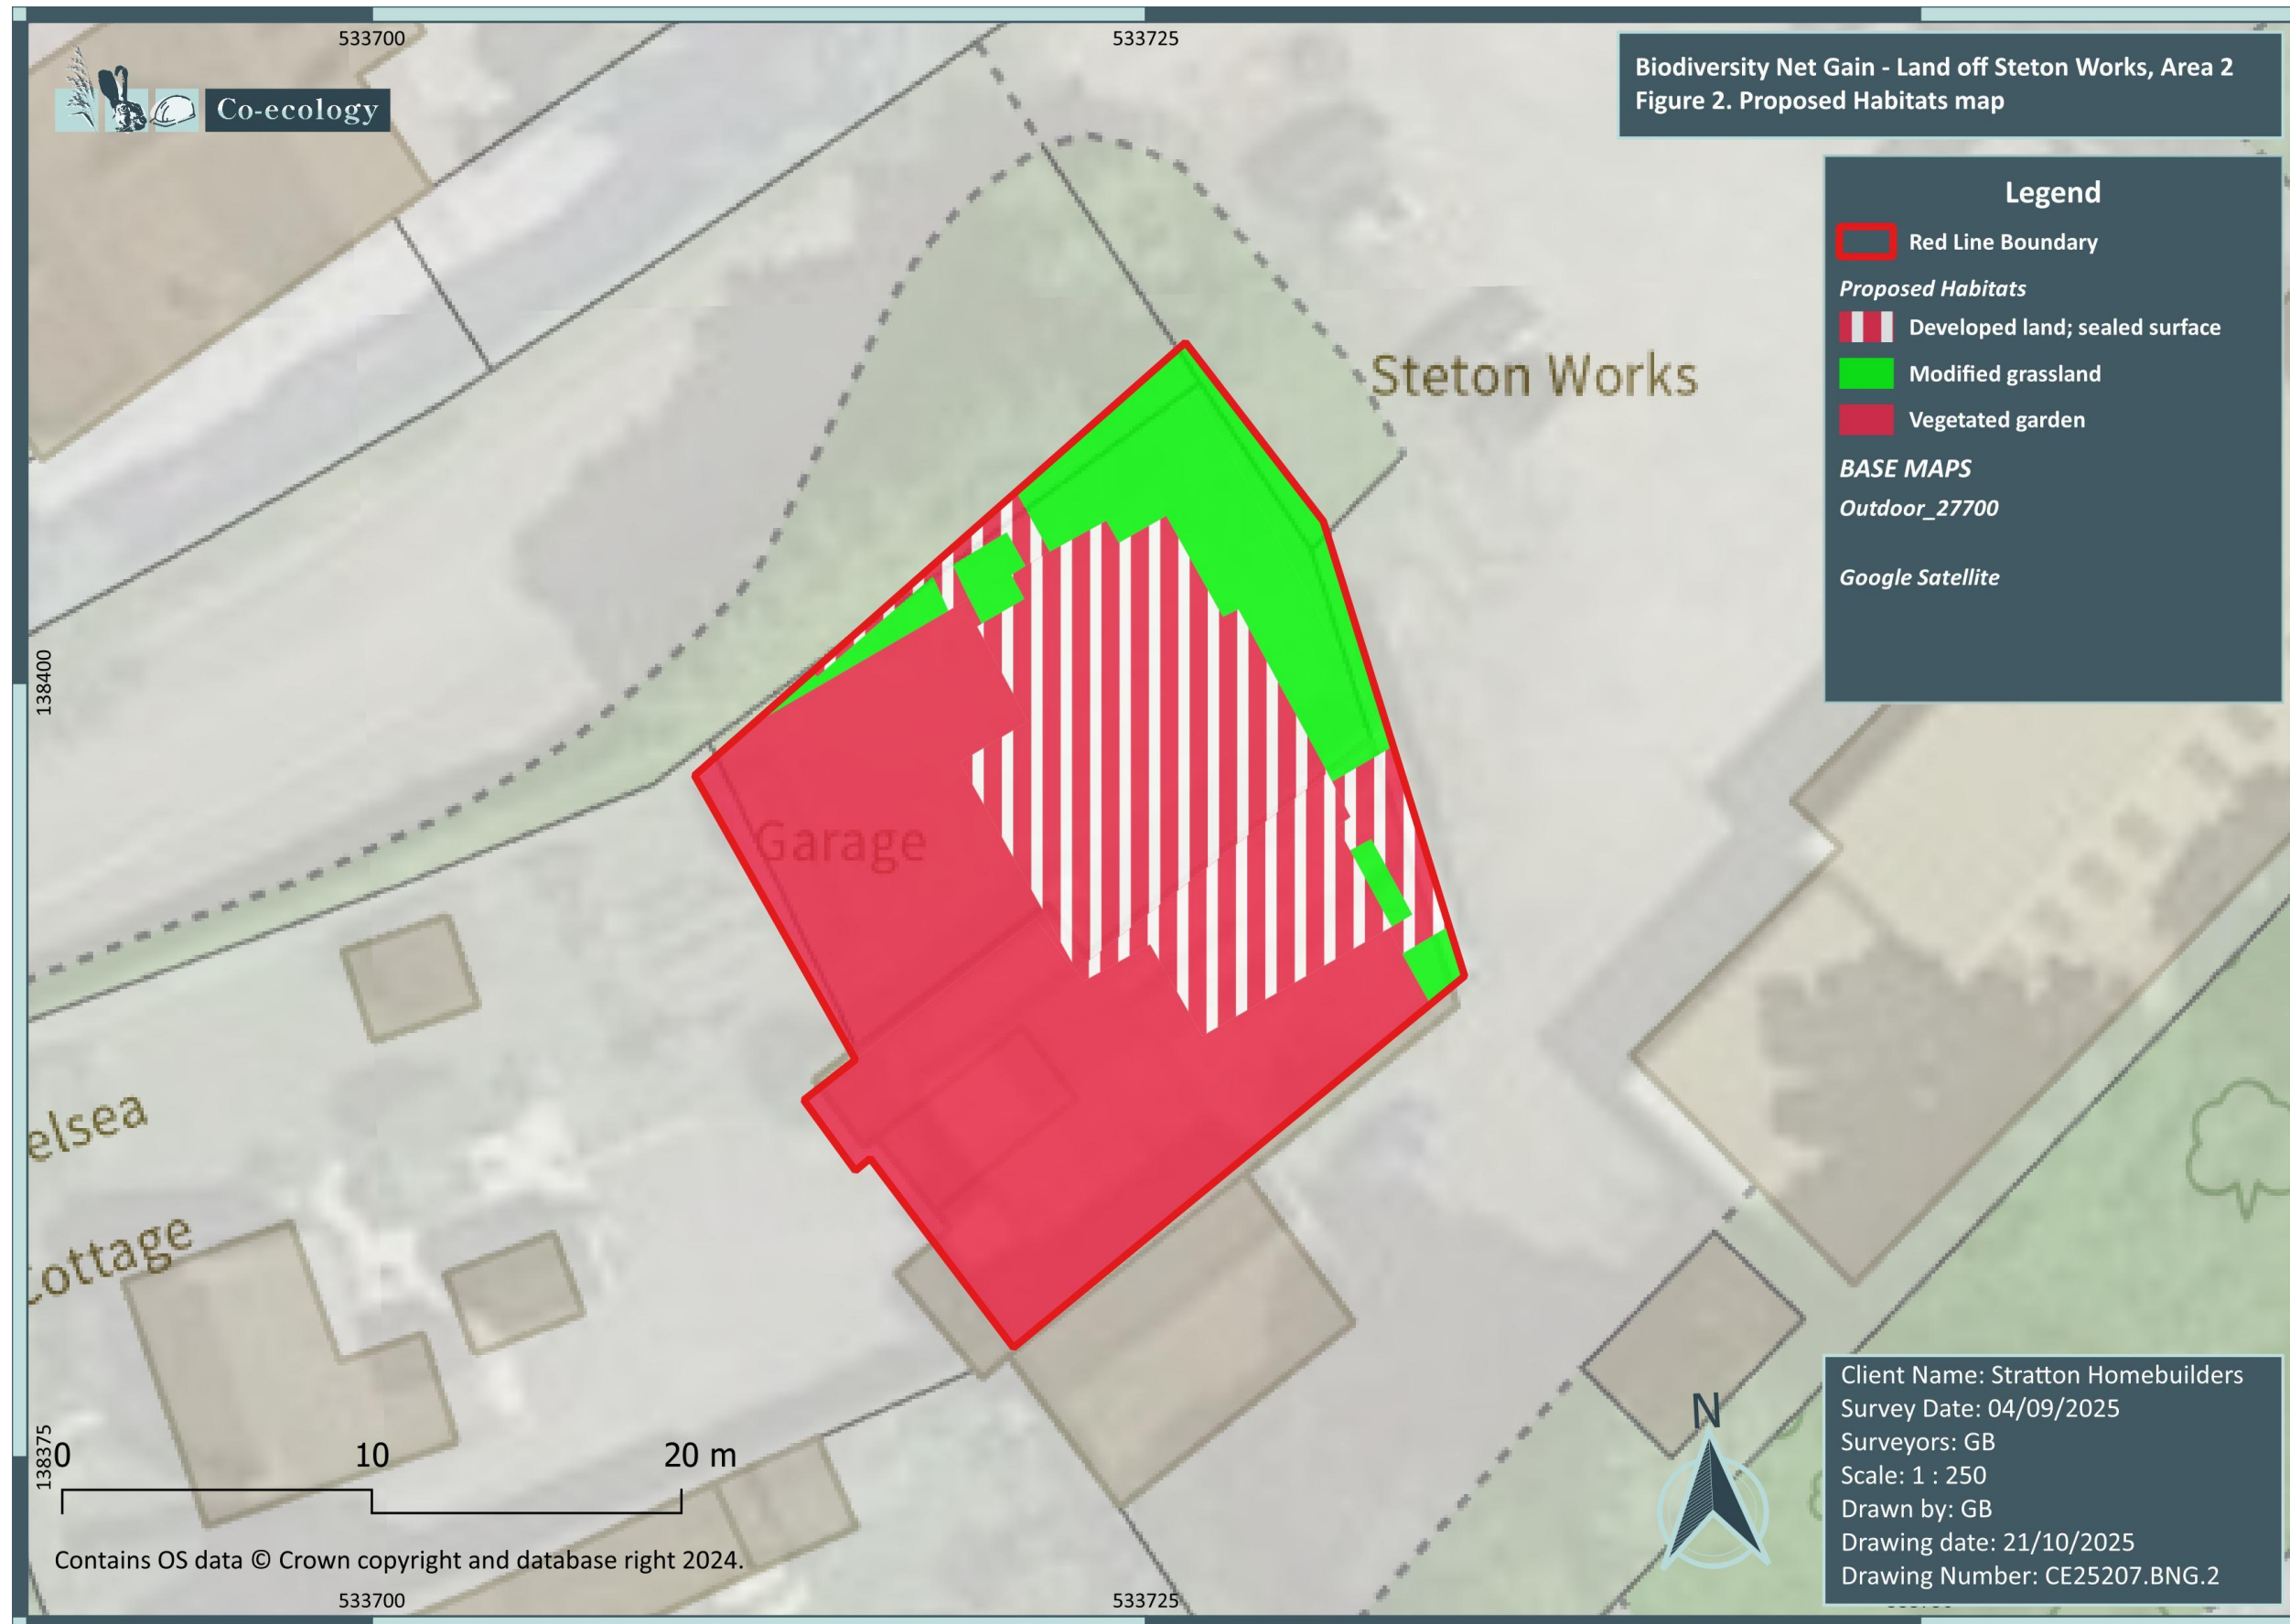 533700
533725
Co-ecology
Biodiversity Net Gain - Land off Steton Works, Area 2
Figure 2. Proposed Habitats map
Legend
Red Line Boundary
Proposed Habitats
Developed land; sealed surface
Modified grassland
Vegetated garden
BASE MAPS
Outdoor_27700
Google Satellite
Steton Works
138400
Garage
elsea
Cottage
138375
0
10
20 m
Contains OS data © Crown copyright and database right 2024.
N
Client Name: Stratton Homebuilders
Survey Date: 04/09/2025
Surveyors: GB
Scale: 1 : 250
Drawn by: GB
Drawing date: 21/10/2025
Drawing Number: CE25207.BNG.2
533700
533725